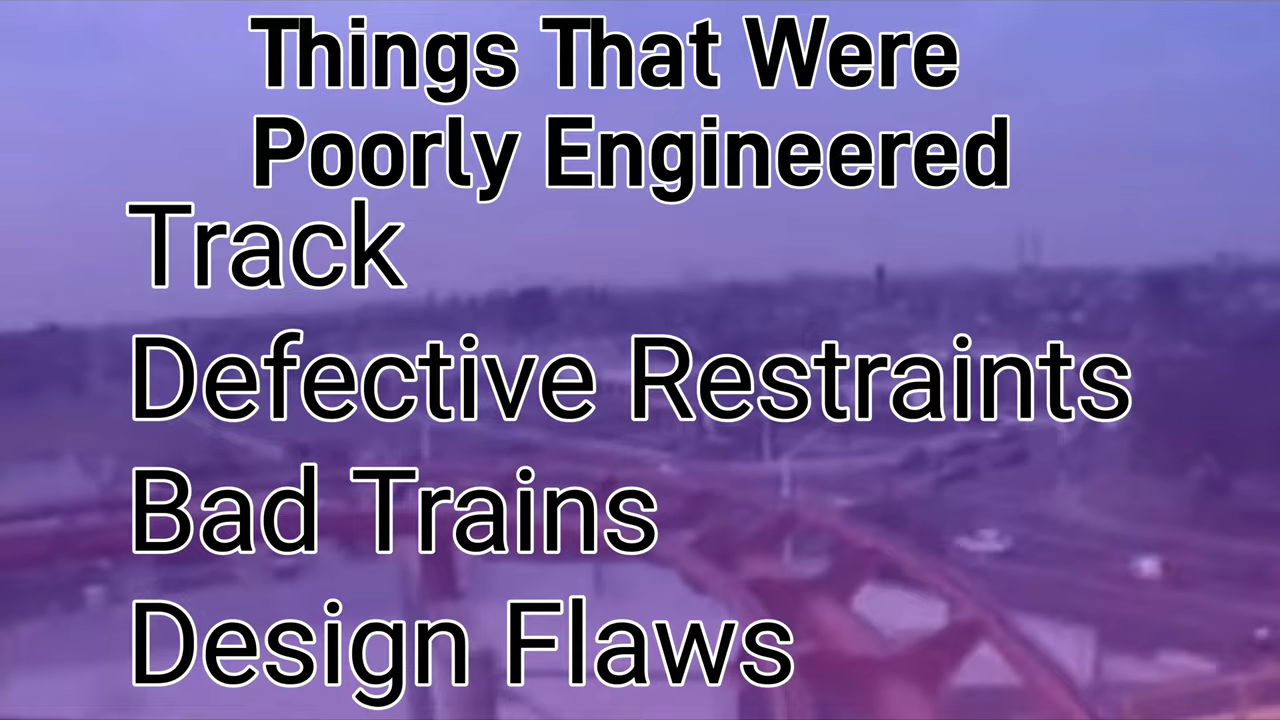 Things That Were
Poorly Engineered
Track
Defective Restraints
Bad Trains
Design Flaws